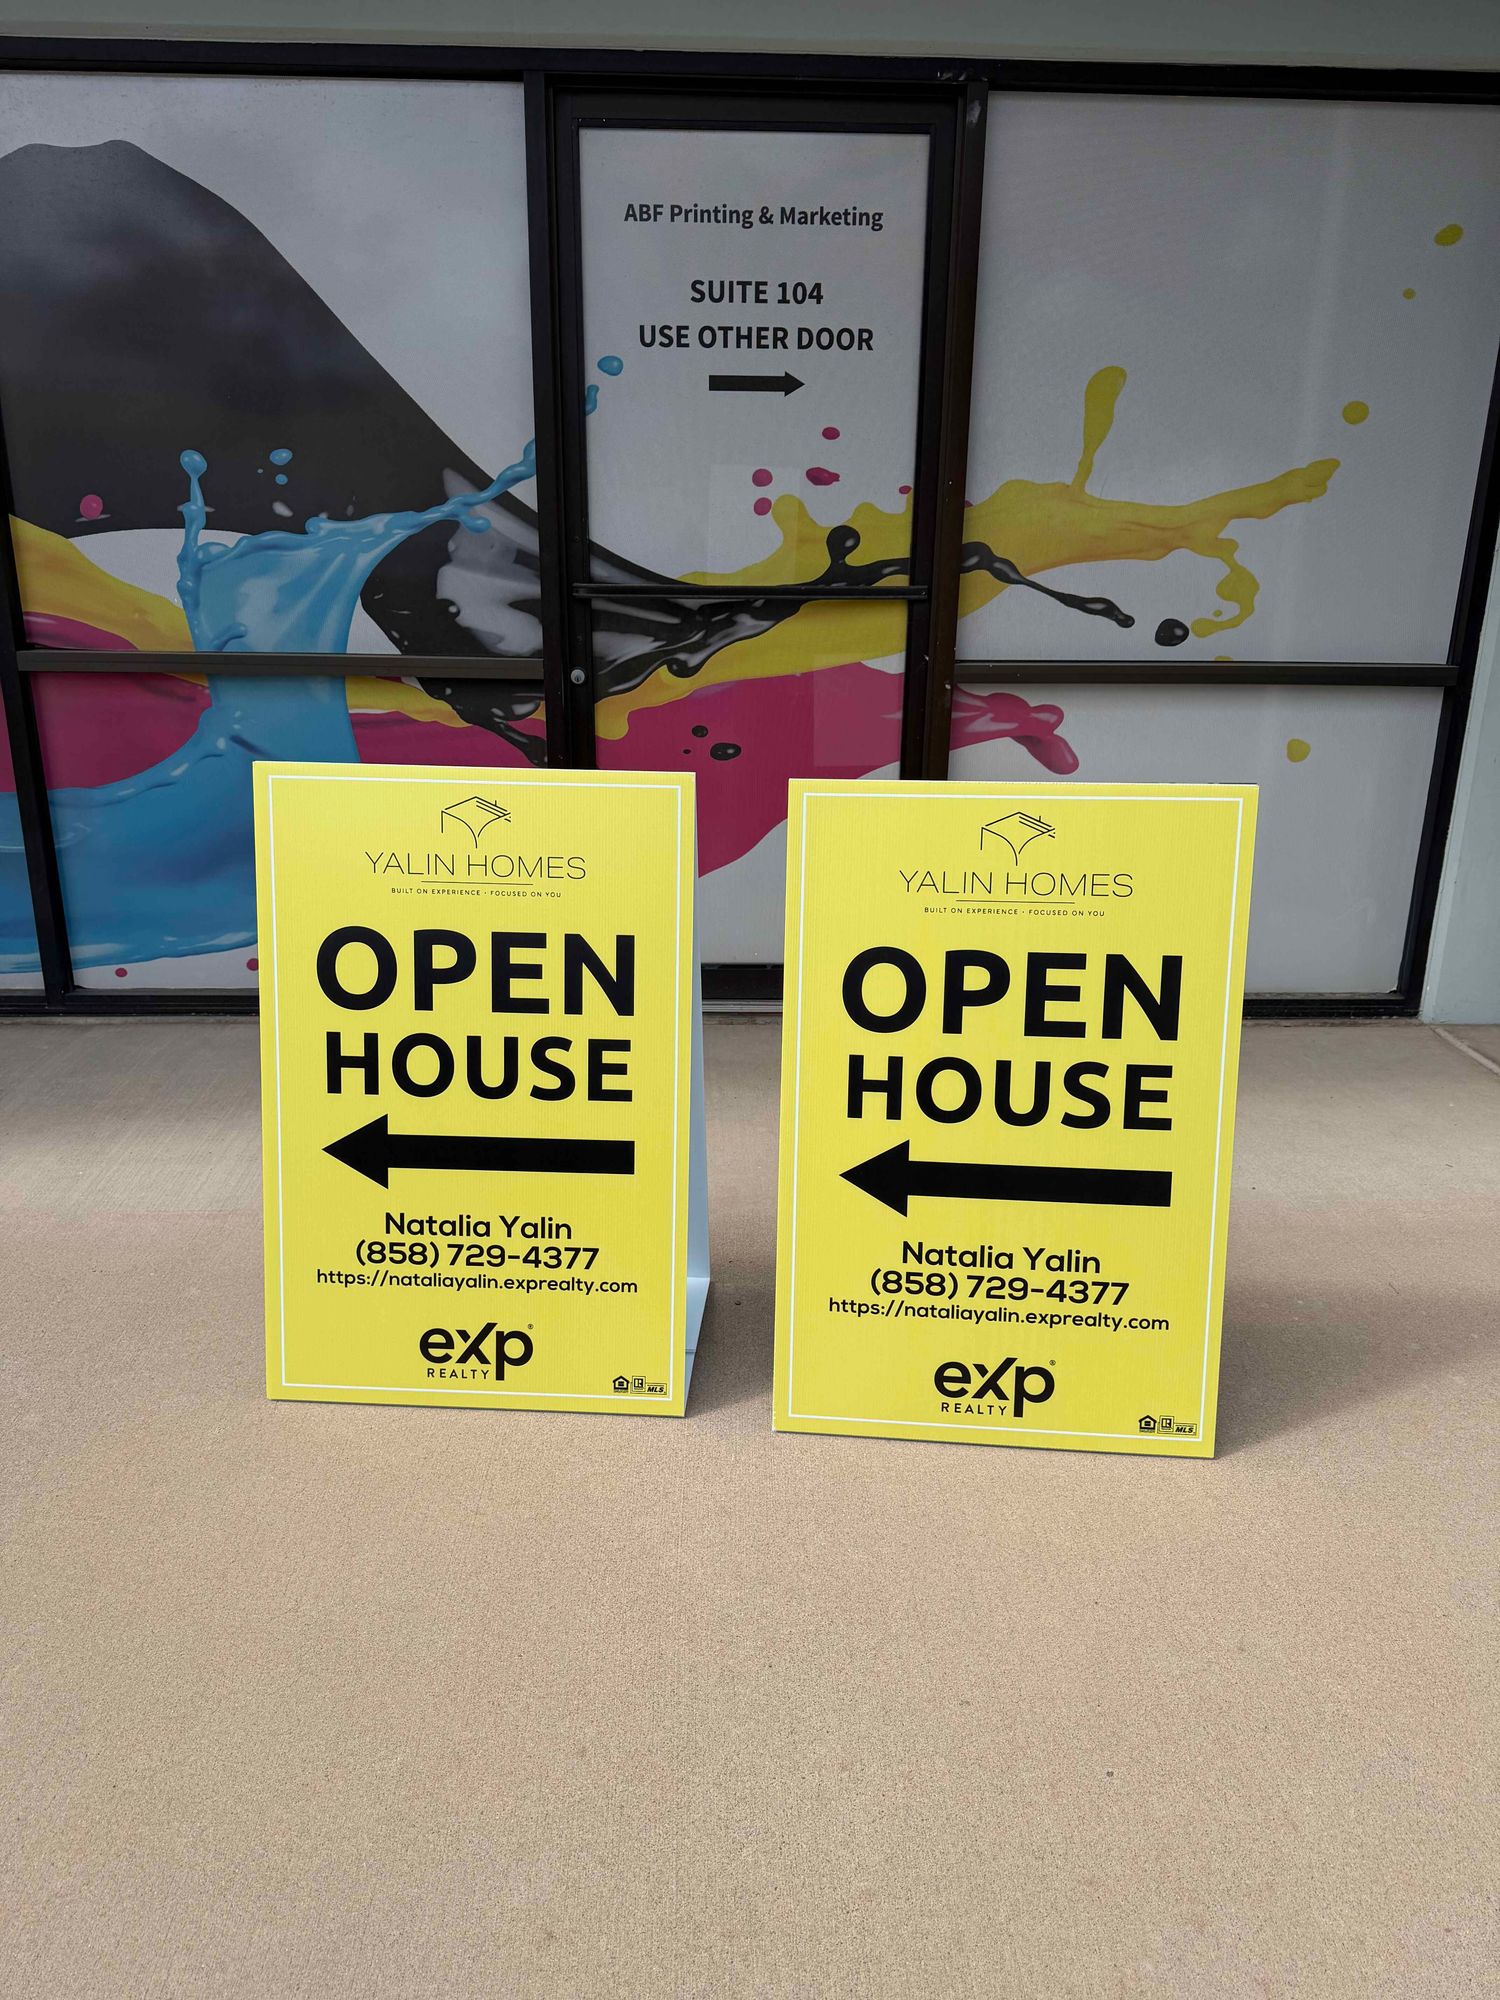 ABF Printing & Marketing
SUITE 104
USE OTHER DOOR
YALIN HOMES
BUILT ON EXPERIENCE • FOCUSED ON YOU
OPEN
HOUSE
Natalia Yalin
(858) 729-4377
https://nataliayalin.exprealty.com
eXp®
REALTY
MLS
YALIN HOMES
BUILT ON EXPERIENCE • FOCUSED ON YOU
OPEN
HOUSE
Natalia Yalin
(858) 729-4377
https://nataliayalin.exprealty.com
eXp®
REALTY
MLS